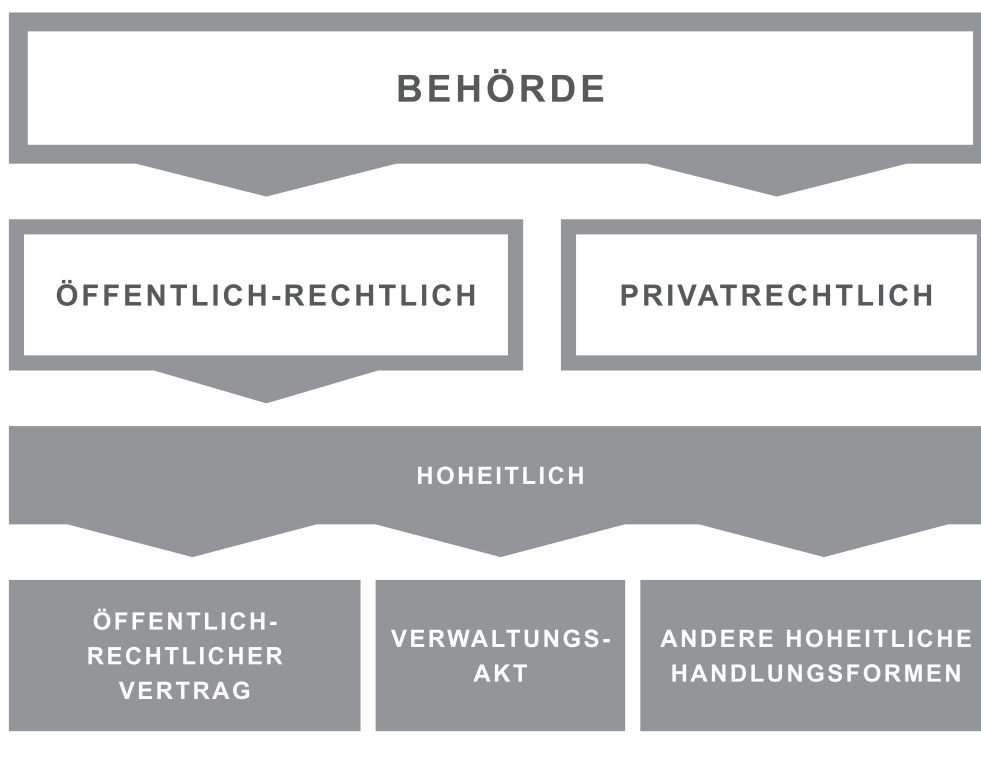 BEHÖRDE
ÖFFENTLICH-RECHTLICH
PRIVATRECHTLICH
HOHEITLICH
ÖFFENTLICH-
RECHTLICHER
VERTRAG
VERWALTUNGS-
AKT
ANDERE HOHEITLICHE
HANDLUNGSFORMEN